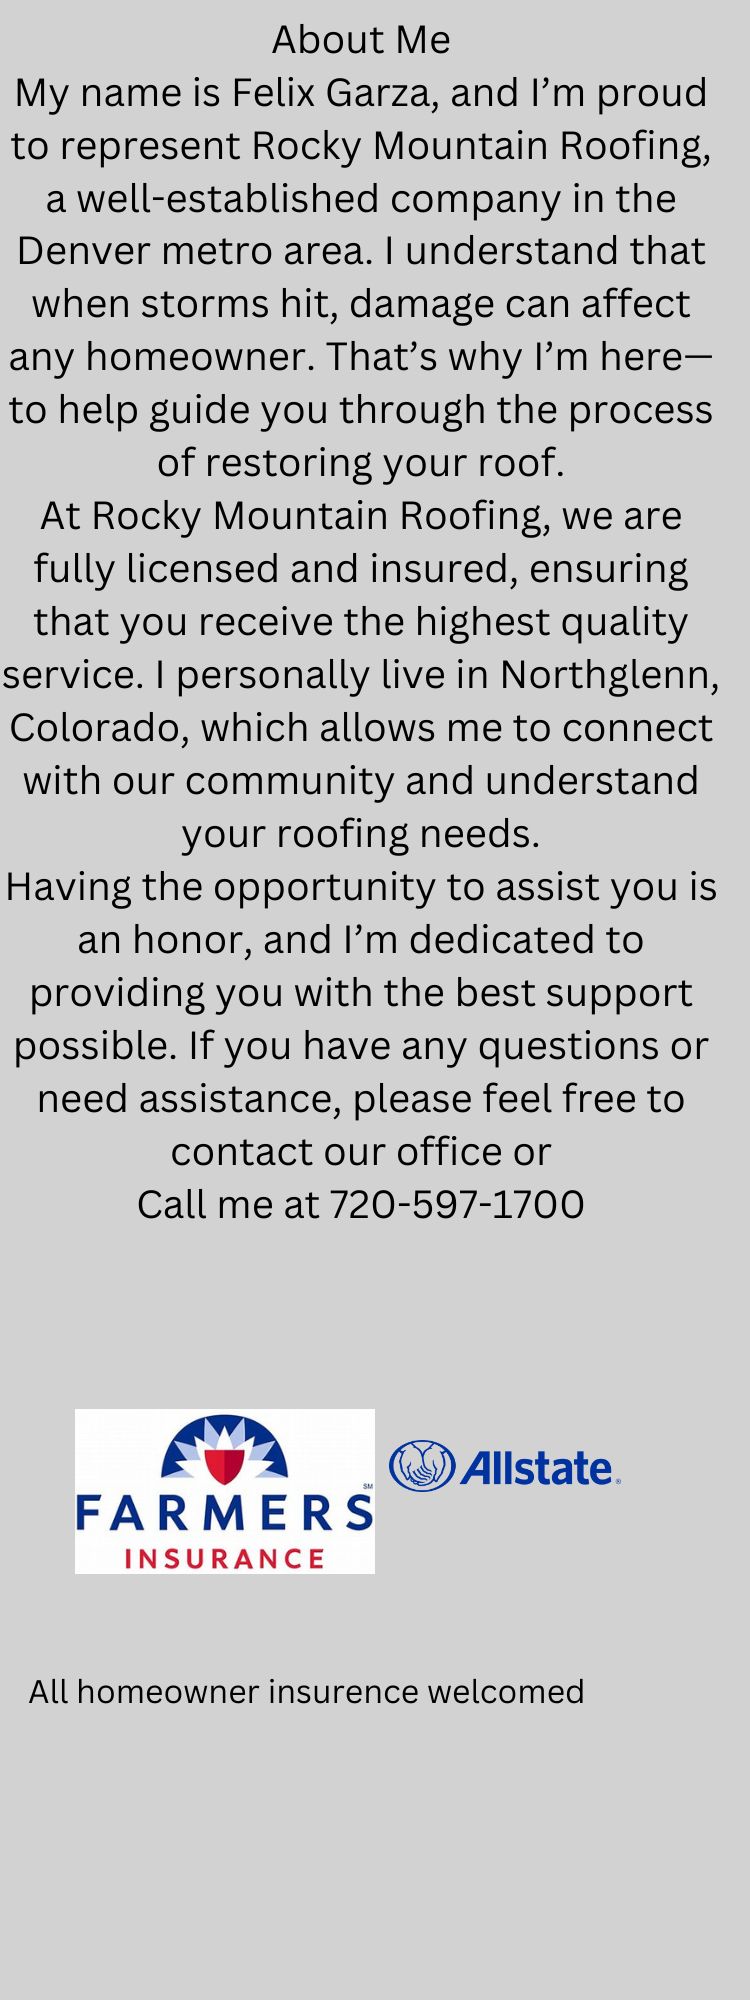 About Me
My name is Felix Garza, and I’m proud
to represent Rocky Mountain Roofing,
a well-established company in the
Denver metro area. I understand that
when storms hit, damage can affect
any homeowner. That’s why I’m here—
to help guide you through the process
of restoring your roof.
At Rocky Mountain Roofing, we are
fully licensed and insured, ensuring
that you receive the highest quality
service. I personally live in Northglenn,
Colorado, which allows me to connect
with our community and understand
your roofing needs.
Having the opportunity to assist you is
an honor, and I’m dedicated to
providing you with the best support
possible. If you have any questions or
need assistance, please feel free to
contact our office or
Call me at 720-597-1700
FARMERS SM
INSURANCE
Allstate®
All homeowner insurence welcomed